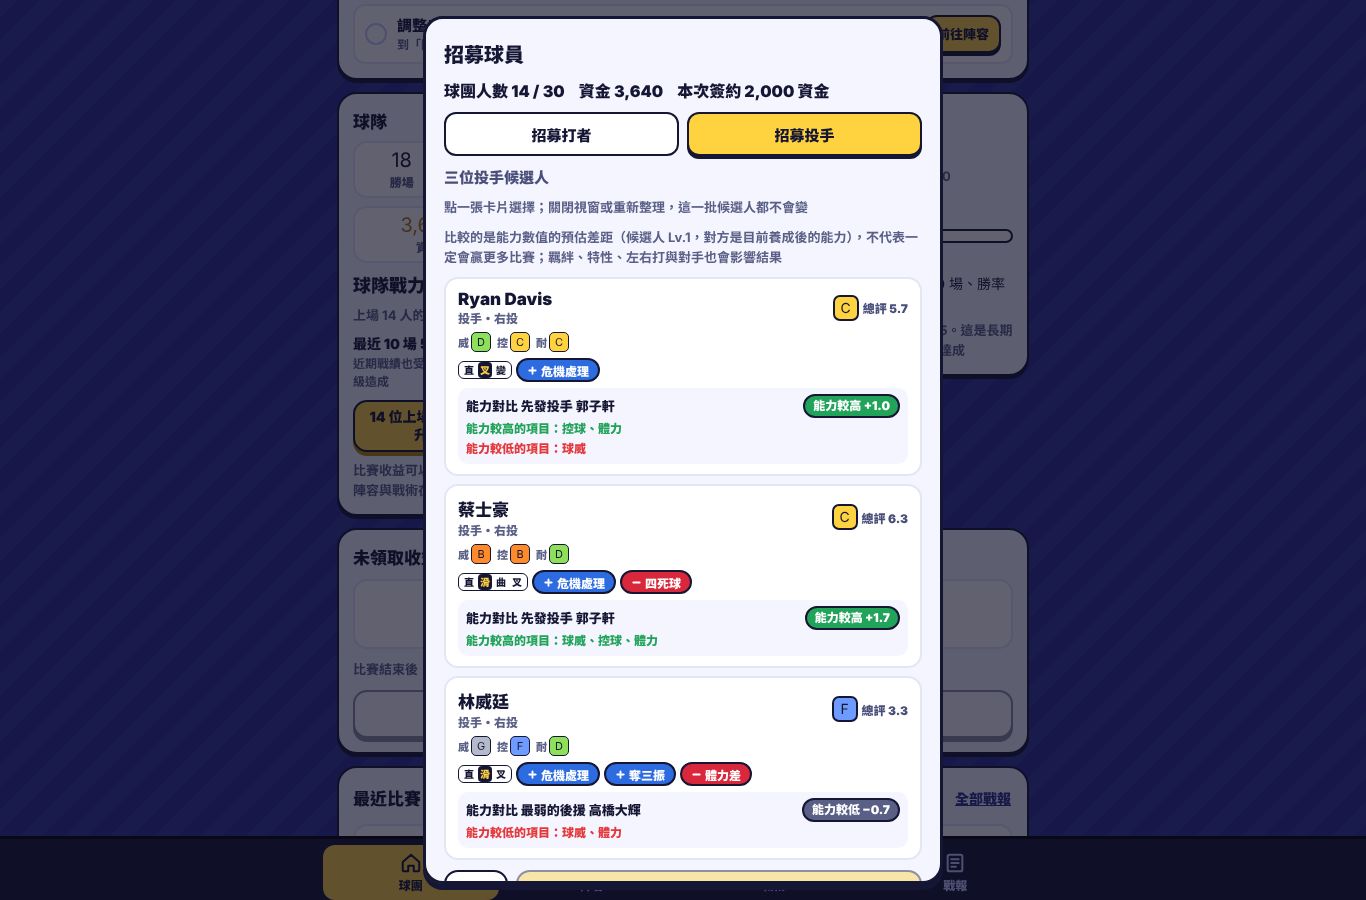 調整
到「
前往陣容
招募球員
球團人數 14 / 30 資金 3,640 本次簽約 2,000 資金
招募打者
招募投手
三位投手候選人
點一張卡片選擇；關閉視窗或重新整理，這一批候選人都不會變
比較的是能力數值的預估差距（候選人 Lv.1，對方是目前養成後的能力），不代表一
定會贏更多比賽；羈絆、特性、左右打與對手也會影響結果
Ryan Davis
投手・右投
C 總評 5.7
威 D 控 C 耐 C
直 叉 變 + 危機處理
能力對比 先發投手 郭子軒
能力較高 +1.0
能力較高的項目：控球、體力
能力較低的項目：球威
蔡士豪
投手・右投
C 總評 6.3
威 B 控 B 耐 D
直 滑 曲 叉 + 危機處理 − 四死球
能力對比 先發投手 郭子軒
能力較高 +1.7
能力較高的項目：球威、控球、體力
林威廷
投手・右投
F 總評 3.3
威 G 控 F 耐 D
直 滑 叉 + 危機處理 + 奪三振 − 體力差
能力對比 最弱的後援 高橋大輝
能力較低 −0.7
能力較低的項目：球威、體力
球隊
18
勝場
3,6
球隊戰力
上場 14 人的
最近 10 場
近期戰績也受
級造成
14 位上場
升
比賽收益可以
陣容與戰術在
0
場、勝率
。這是長期
達成
未領取收益
比賽結束後
最近比賽
全部戰報
球團
戰報